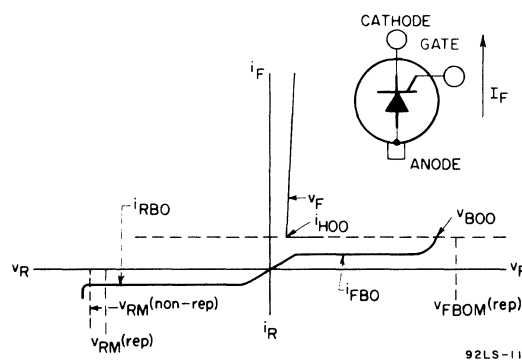 CATHODE
GATE
I_F
ANODE
i_F
v_F
i_HOO
i_RBO
v_BOO
v_R
v_F
i_FBO
v_RM(non-rep)
v_RM(rep)
v_FBOM(rep)
i_R
92LS-11